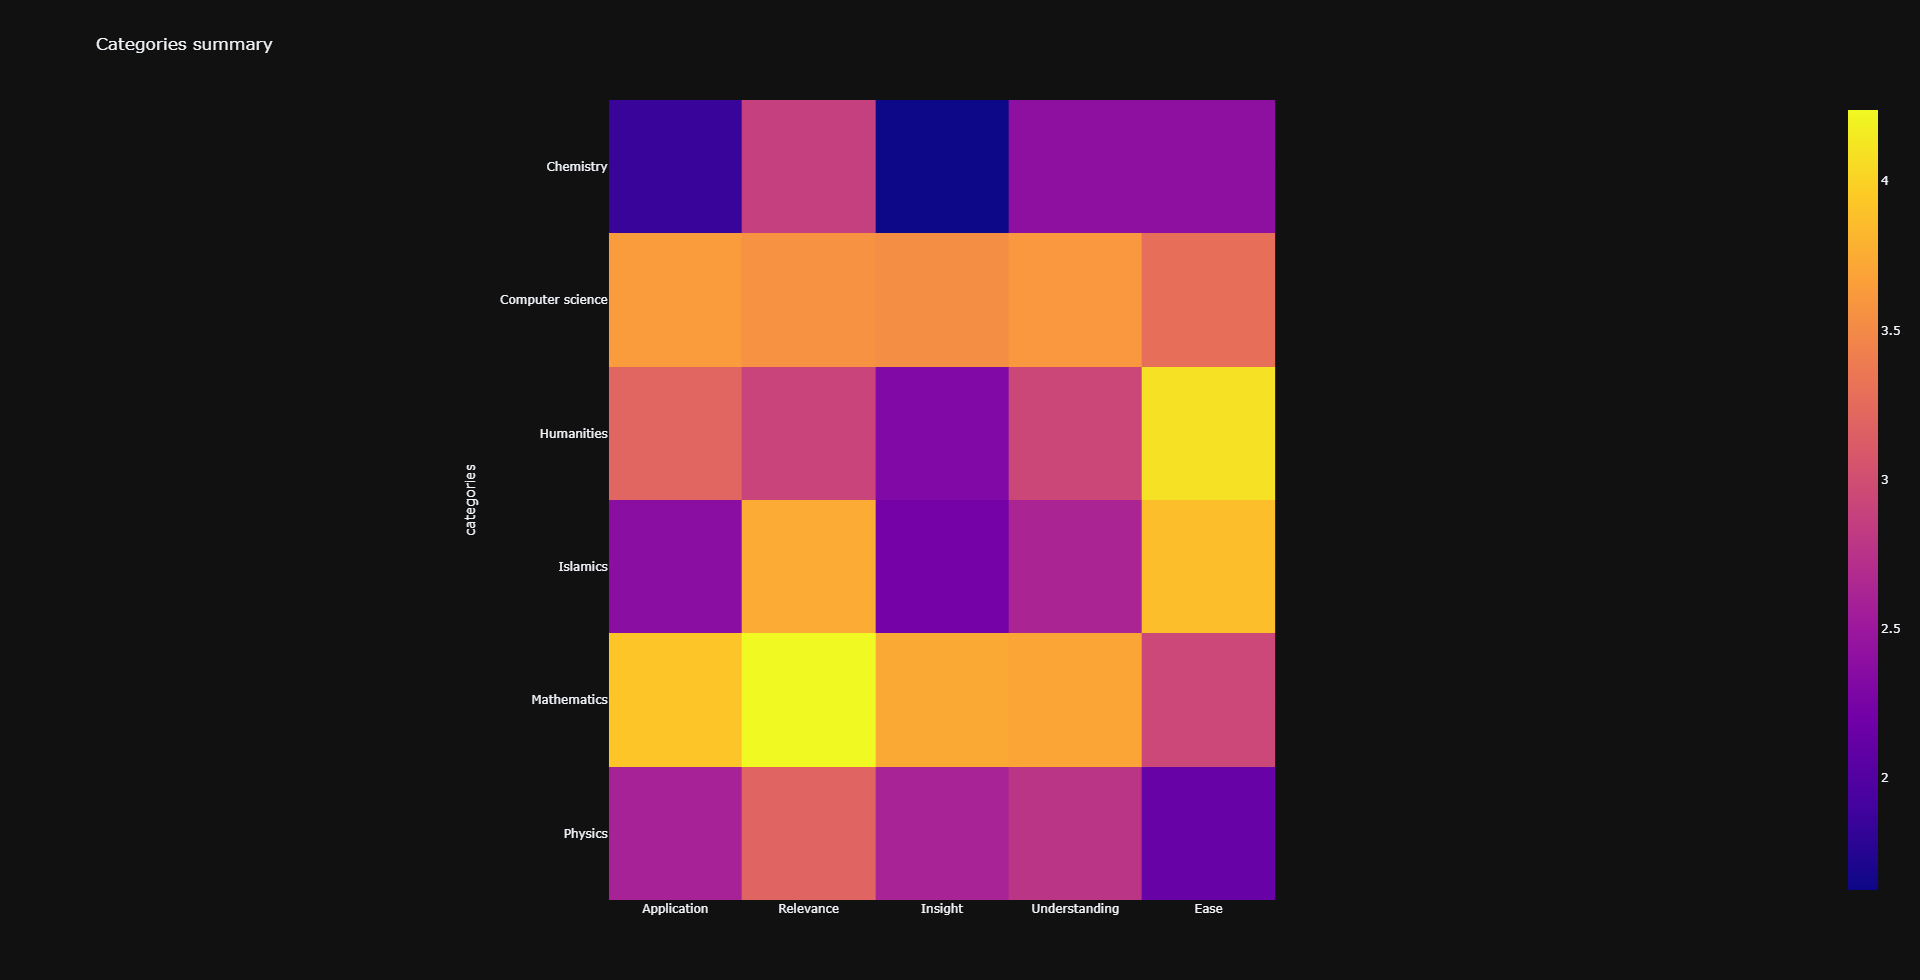 Categories summary
categories
Chemistry
Computer science
Humanities
Islamics
Mathematics
Physics
Application
Relevance
Insight
Understanding
Ease
4
3.5
3
2.5
2